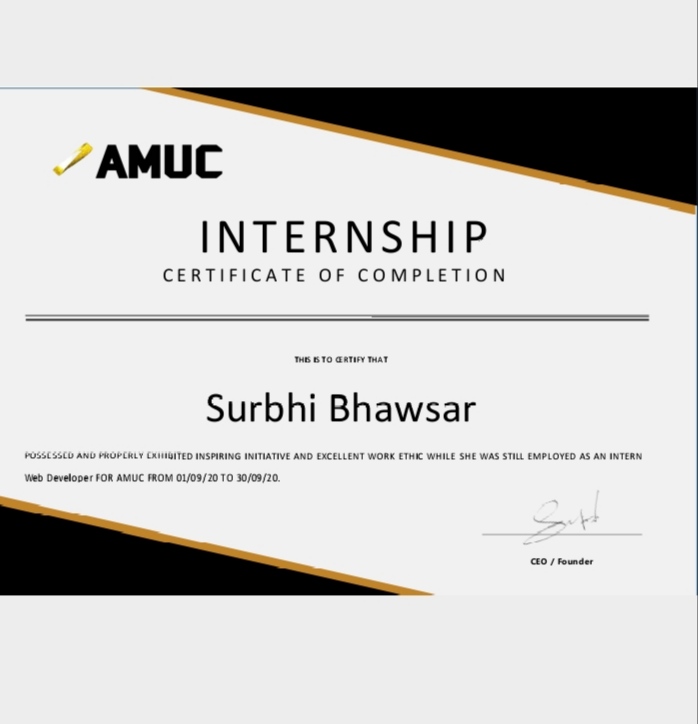 AMUC
INTERNSHIP
CERTIFICATE OF COMPLETION
THIS IS TO CERTIFY THAT
Surbhi Bhawsar
POSSESSED AND PROPERLY EXHIBITED INSPIRING INITIATIVE AND EXCELLENT WORK ETHIC WHILE SHE WAS STILL EMPLOYED AS AN INTERN
Web Developer FOR AMUC FROM 01/09/20 TO 30/09/20.
CEO / Founder